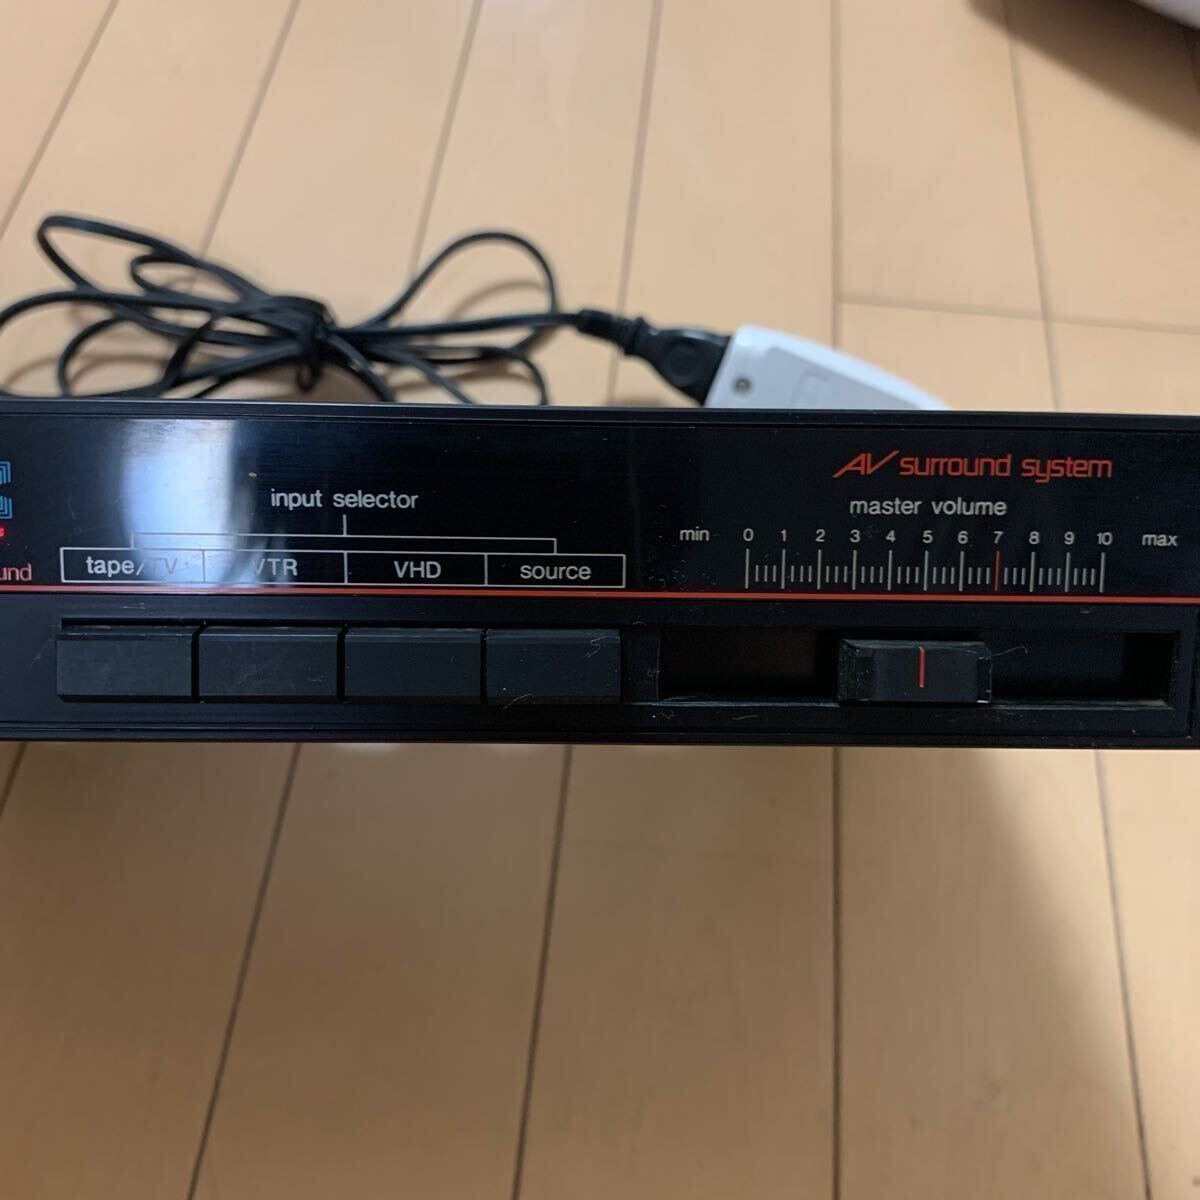 AV surround system
input selector
master volume
min 0 1 2 3 4 5 6 7 8 9 10 max
tape/TV VTR VHD source